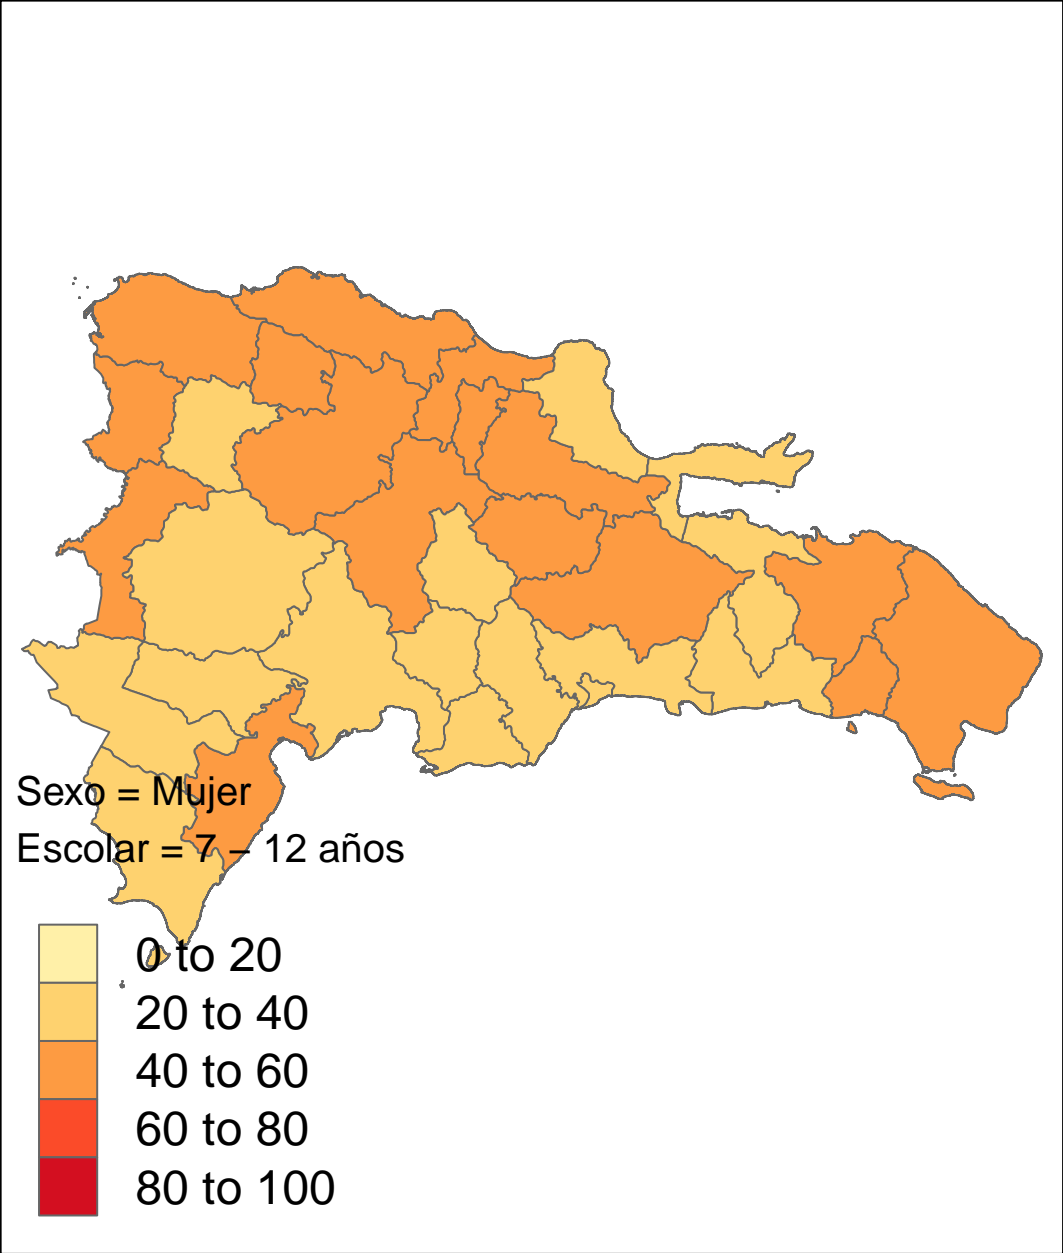 Sexo = Mujer
Escolar = 7 – 12 años
0 to 20
20 to 40
40 to 60
60 to 80
80 to 100